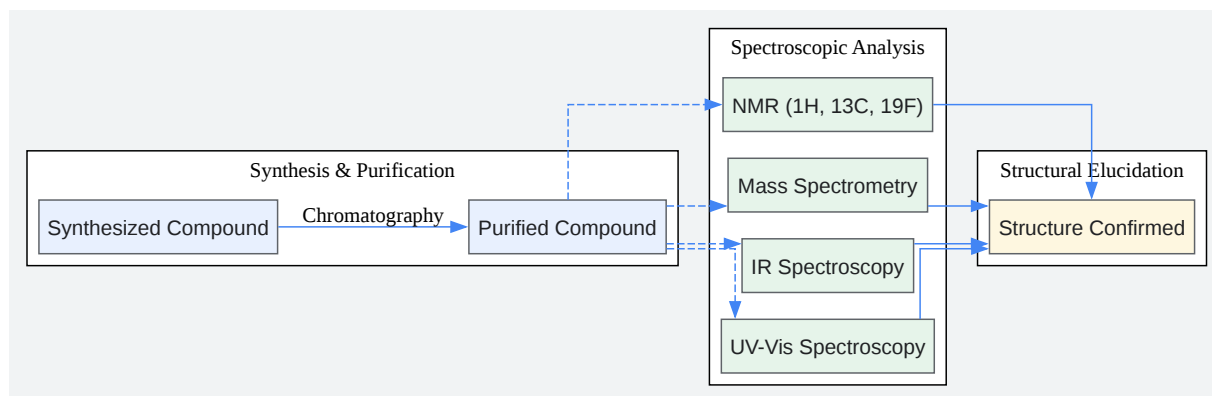 Synthesis & Purification
Synthesized Compound
Chromatography
Purified Compound
Spectroscopic Analysis
NMR (1H, 13C, 19F)
Mass Spectrometry
IR Spectroscopy
UV-Vis Spectroscopy
Structural Elucidation
Structure Confirmed